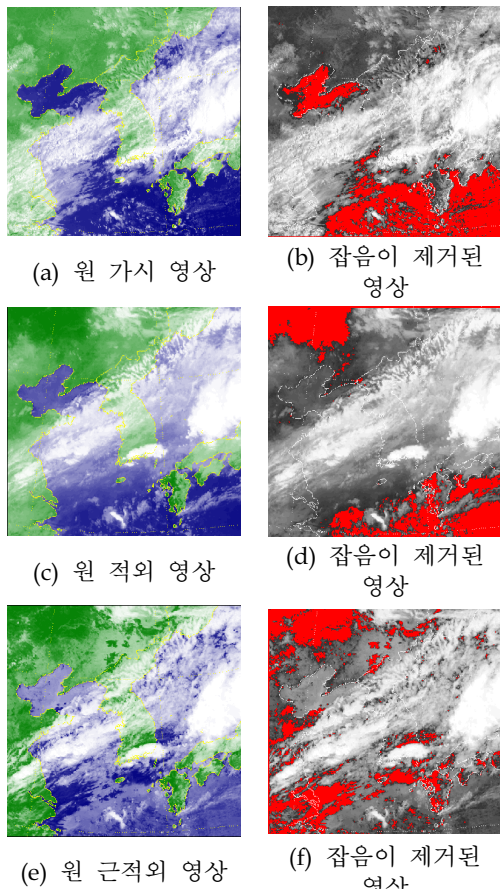 (a) 원 가시 영상
(b) 잡음이 제거된
영상
(c) 원 적외 영상
(d) 잡음이 제거된
영상
(e) 원 근적외 영상
(f) 잡음이 제거된
영상